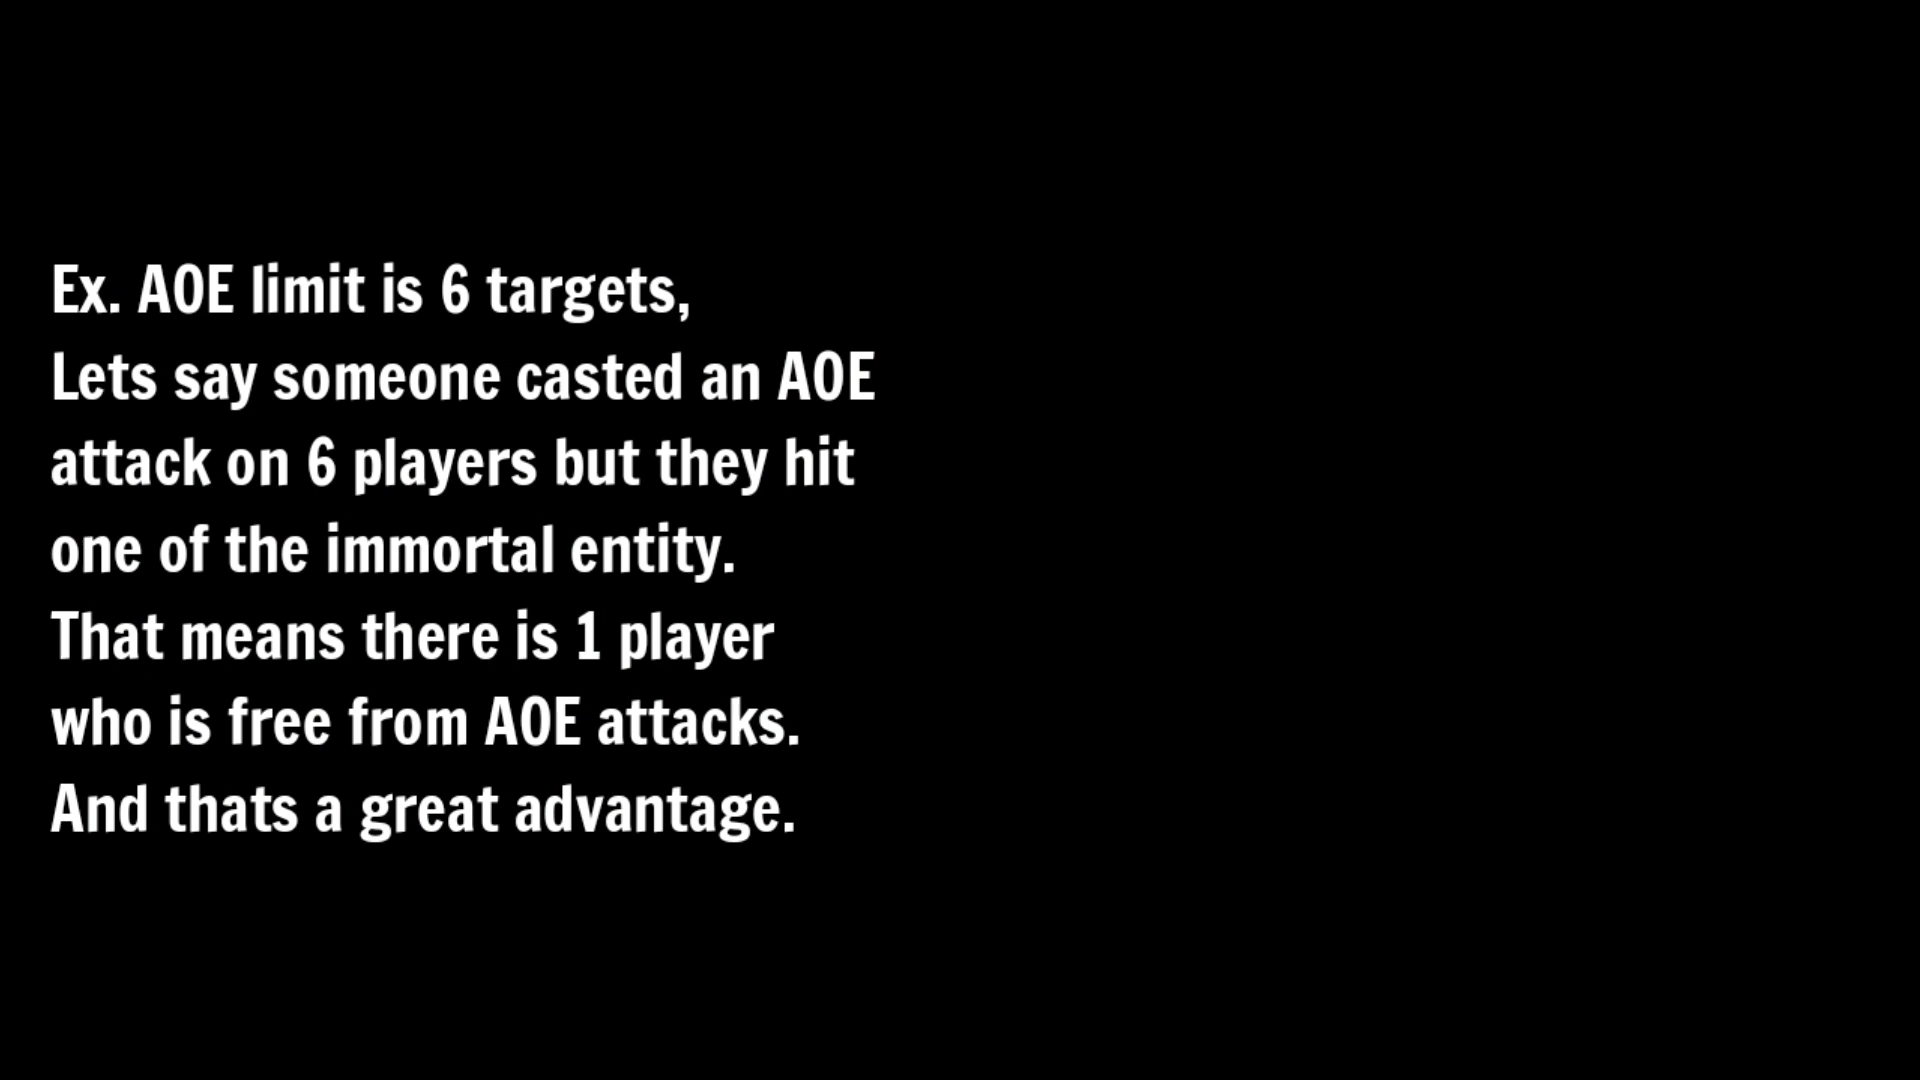 Ex. AOE limit is 6 targets,
Lets say someone casted an AOE
attack on 6 players but they hit
one of the immortal entity.
That means there is 1 player
who is free from AOE attacks.
And thats a great advantage.